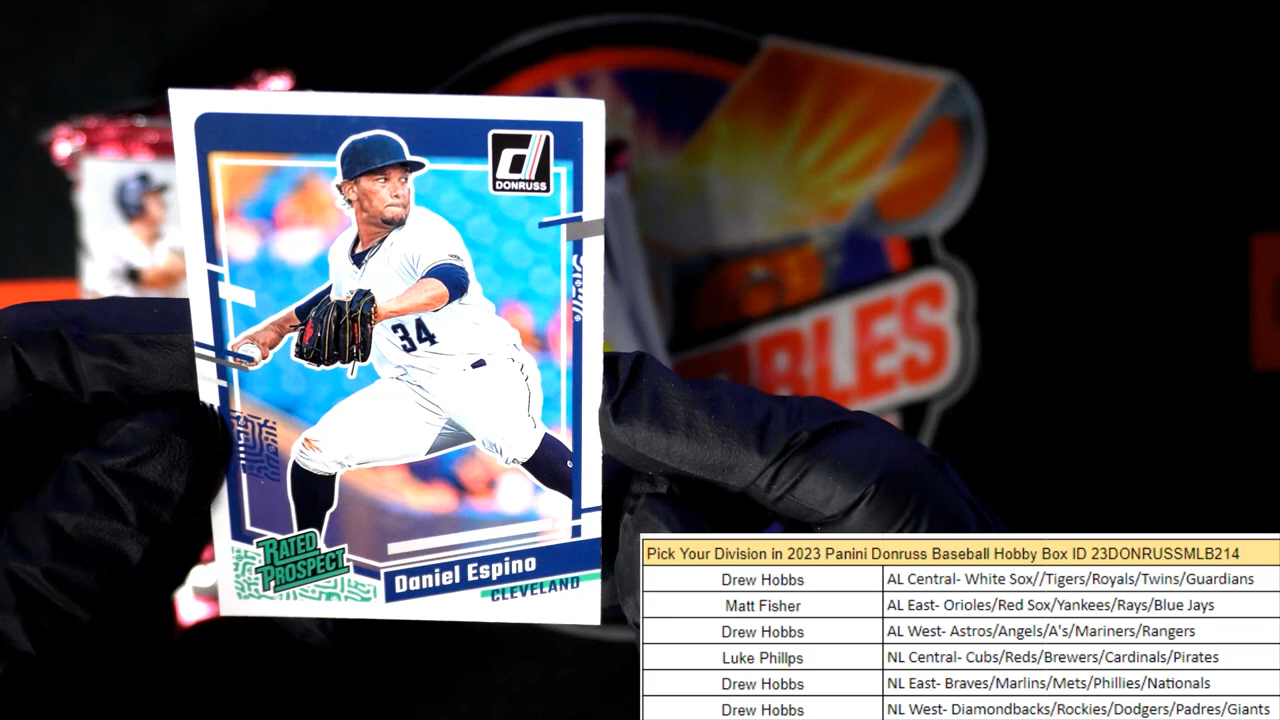 DONRUSS
34
RATED
PROSPECT
Daniel Espino
CLEVELAND
BLES
Pick Your Division in 2023 Panini Donruss Baseball Hobby Box ID 23DONRUSSMLB214
Drew Hobbs AL Central- White Sox//Tigers/Royals/Twins/Guardians
Matt Fisher AL East- Orioles/Red Sox/Yankees/Rays/Blue Jays
Drew Hobbs AL West- Astros/Angels/A's/Mariners/Rangers
Luke Phillps NL Central- Cubs/Reds/Brewers/Cardinals/Pirates
Drew Hobbs NL East- Braves/Marlins/Mets/Phillies/Nationals
Drew Hobbs NL West- Diamondbacks/Rockies/Dodgers/Padres/Giants